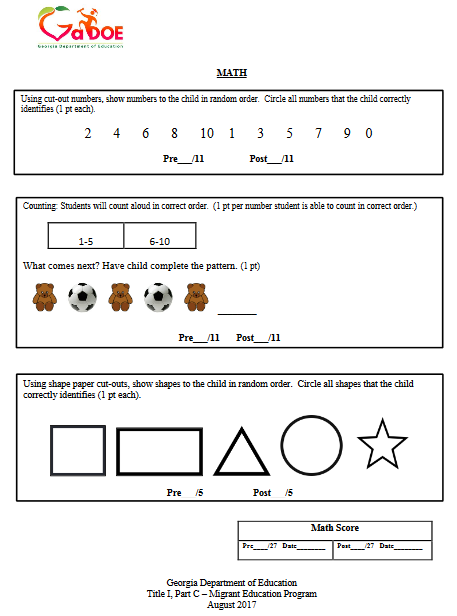 GaDOE
Georgia Department of Education
MATH
Using cut-out numbers, show numbers to the child in random order. Circle all numbers that the child correctly
identifies (1 pt each).
2 4 6 8 10 1 3 5 7 9 0
Pre___/11 Post___/11
Counting: Students will count aloud in correct order. (1 pt per number student is able to count in correct order.)
1-5 6-10
What comes next? Have child complete the pattern. (1 pt)
Pre___/11 Post___/11
Using shape paper cut-outs, show shapes to the child in random order. Circle all shapes that the child
correctly identifies (1 pt each).
Pre /5 Post /5
Math Score
Pre____/27 Date________ Post____/27 Date________
Georgia Department of Education
Title I, Part C – Migrant Education Program
August 2017